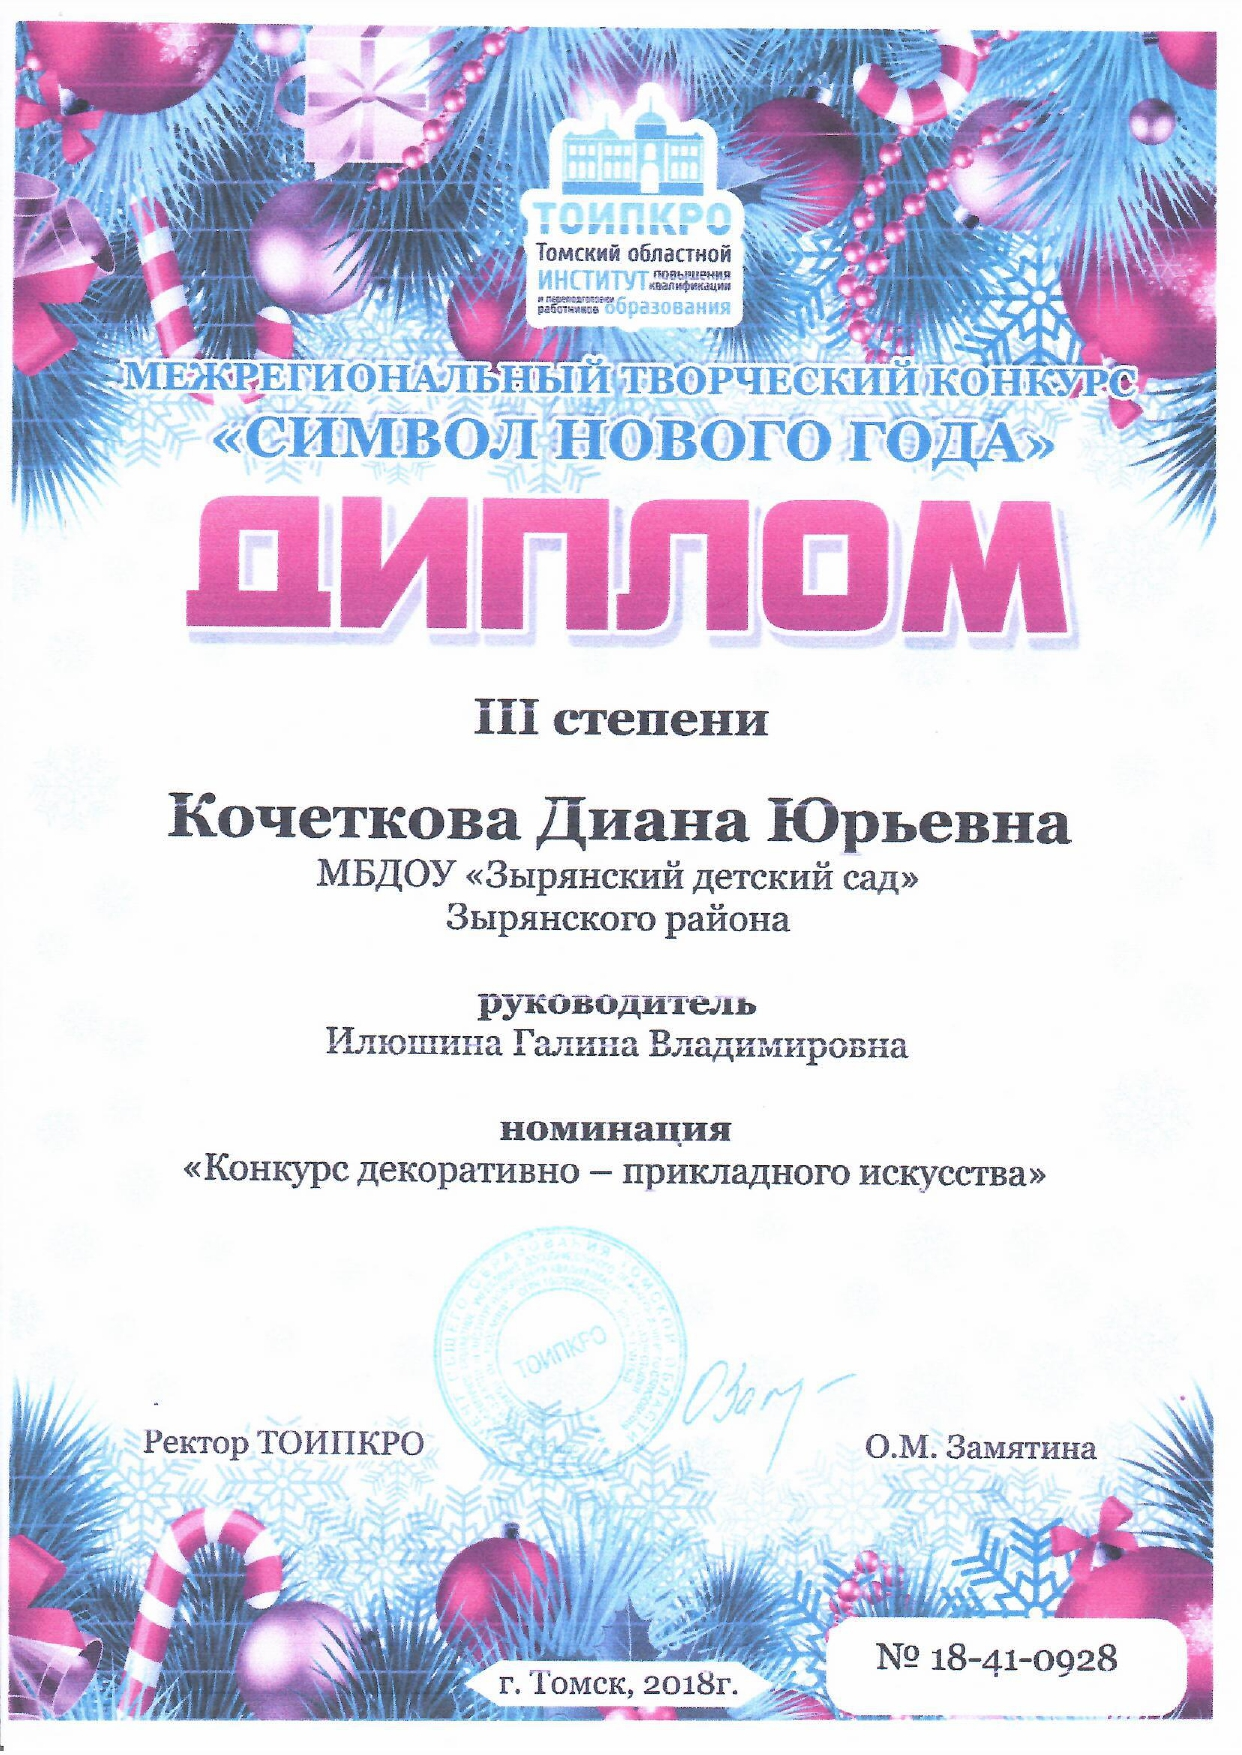 ТОИПКРО
Томский областной
ИНСТИТУТ повышения квалификации
и переподготовки работников образования
МЕЖРЕГИОНАЛЬНЫЙ ТВОРЧЕСКИЙ КОНКУРС
«СИМВОЛ НОВОГО ГОДА»
ДИПЛОМ
III степени
Кочеткова Диана Юрьевна
МБДОУ «Зырянский детский сад»
Зырянского района
руководитель
Илюшина Галина Владимировна
номинация
«Конкурс декоративно – прикладного искусства»
ТОИПКРО
Ректор ТОИПКРО
О.М. Замятина
№ 18-41-0928
г. Томск, 2018г.